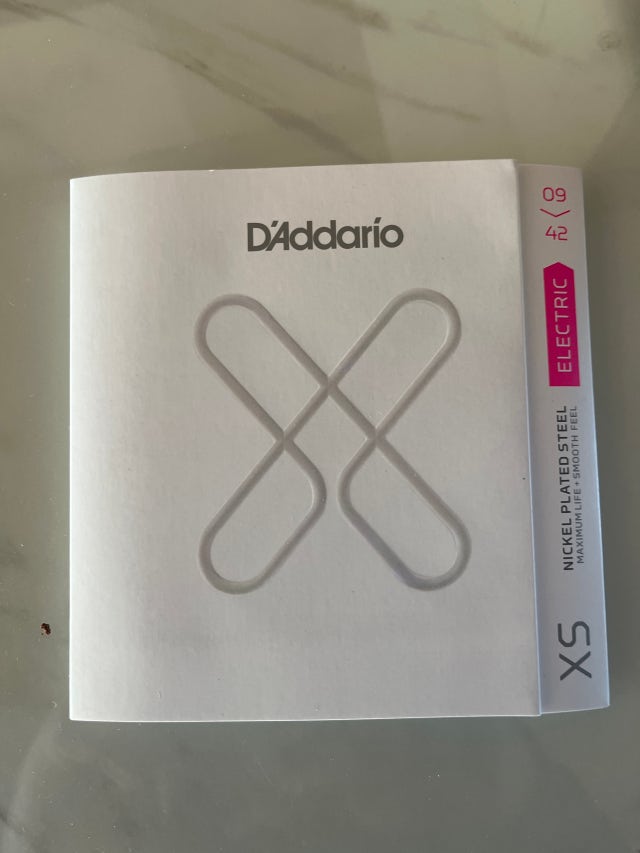 D'Addario
09
42
ELECTRIC
NICKEL PLATED STEEL
MAXIMUM LIFE + SMOOTH FEEL
XS